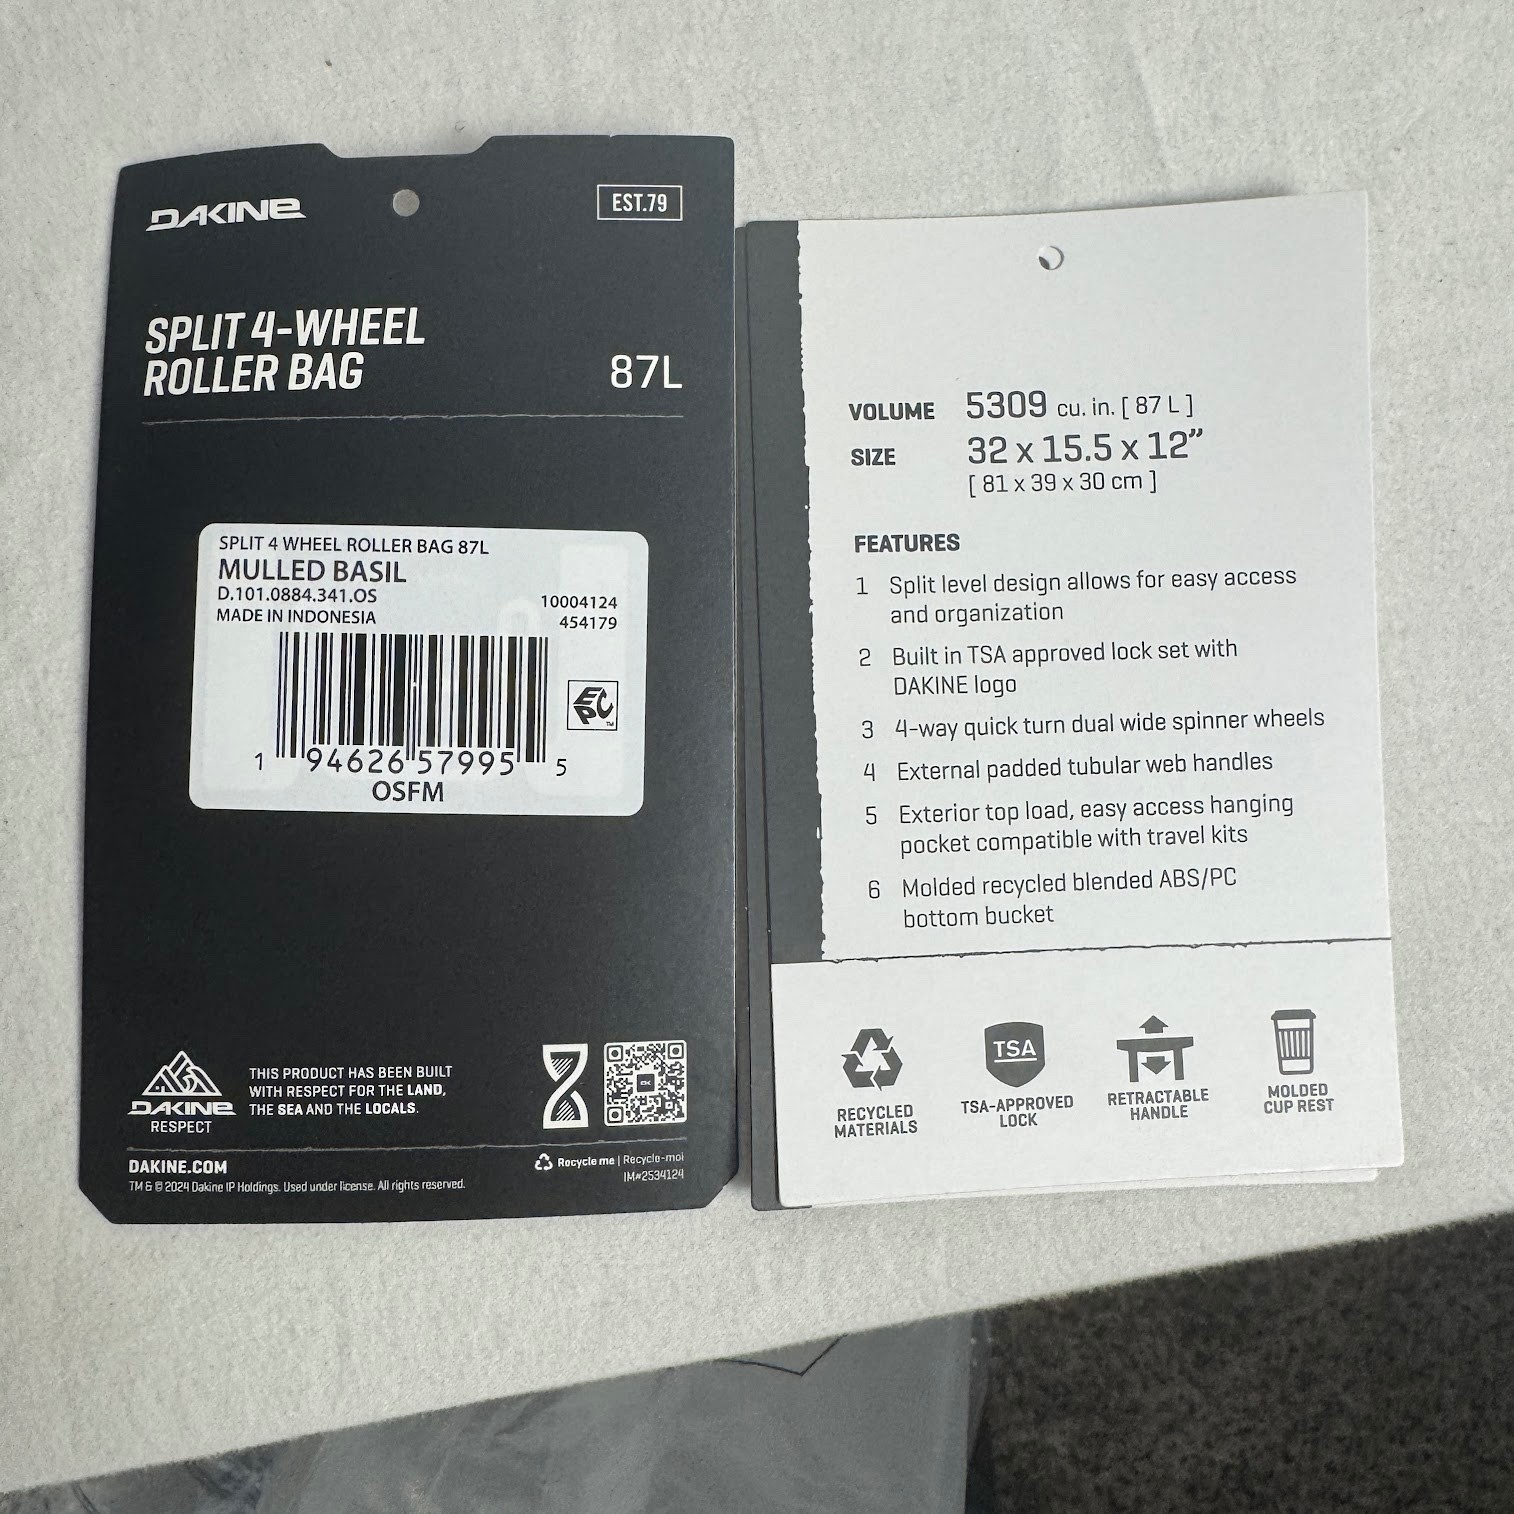 DAKINE
EST.79
SPLIT 4-WHEEL
ROLLER BAG
87L
SPLIT 4 WHEEL ROLLER BAG 87L
MULLED BASIL
D.101.0884.341.OS
10004124
MADE IN INDONESIA
454179
EPC
TM
1 94626 57995 5
OSFM
DAKINE
RESPECT
THIS PRODUCT HAS BEEN BUILT
WITH RESPECT FOR THE LAND,
THE SEA AND THE LOCALS.
DK
DAKINE.COM
TM & © 2024 Dakine IP Holdings. Used under license. All rights reserved.
Recycle me | Recycle-moi
IM#2534124
VOLUME 5309 cu. in. [ 87 L ]
SIZE 32 x 15.5 x 12”
[ 81 x 39 x 30 cm ]
FEATURES
1 Split level design allows for easy access
and organization
2 Built in TSA approved lock set with
DAKINE logo
3 4-way quick turn dual wide spinner wheels
4 External padded tubular web handles
5 Exterior top load, easy access hanging
pocket compatible with travel kits
6 Molded recycled blended ABS/PC
bottom bucket
RECYCLED
MATERIALS
TSA
TSA-APPROVED
LOCK
RETRACTABLE
HANDLE
MOLDED
CUP REST